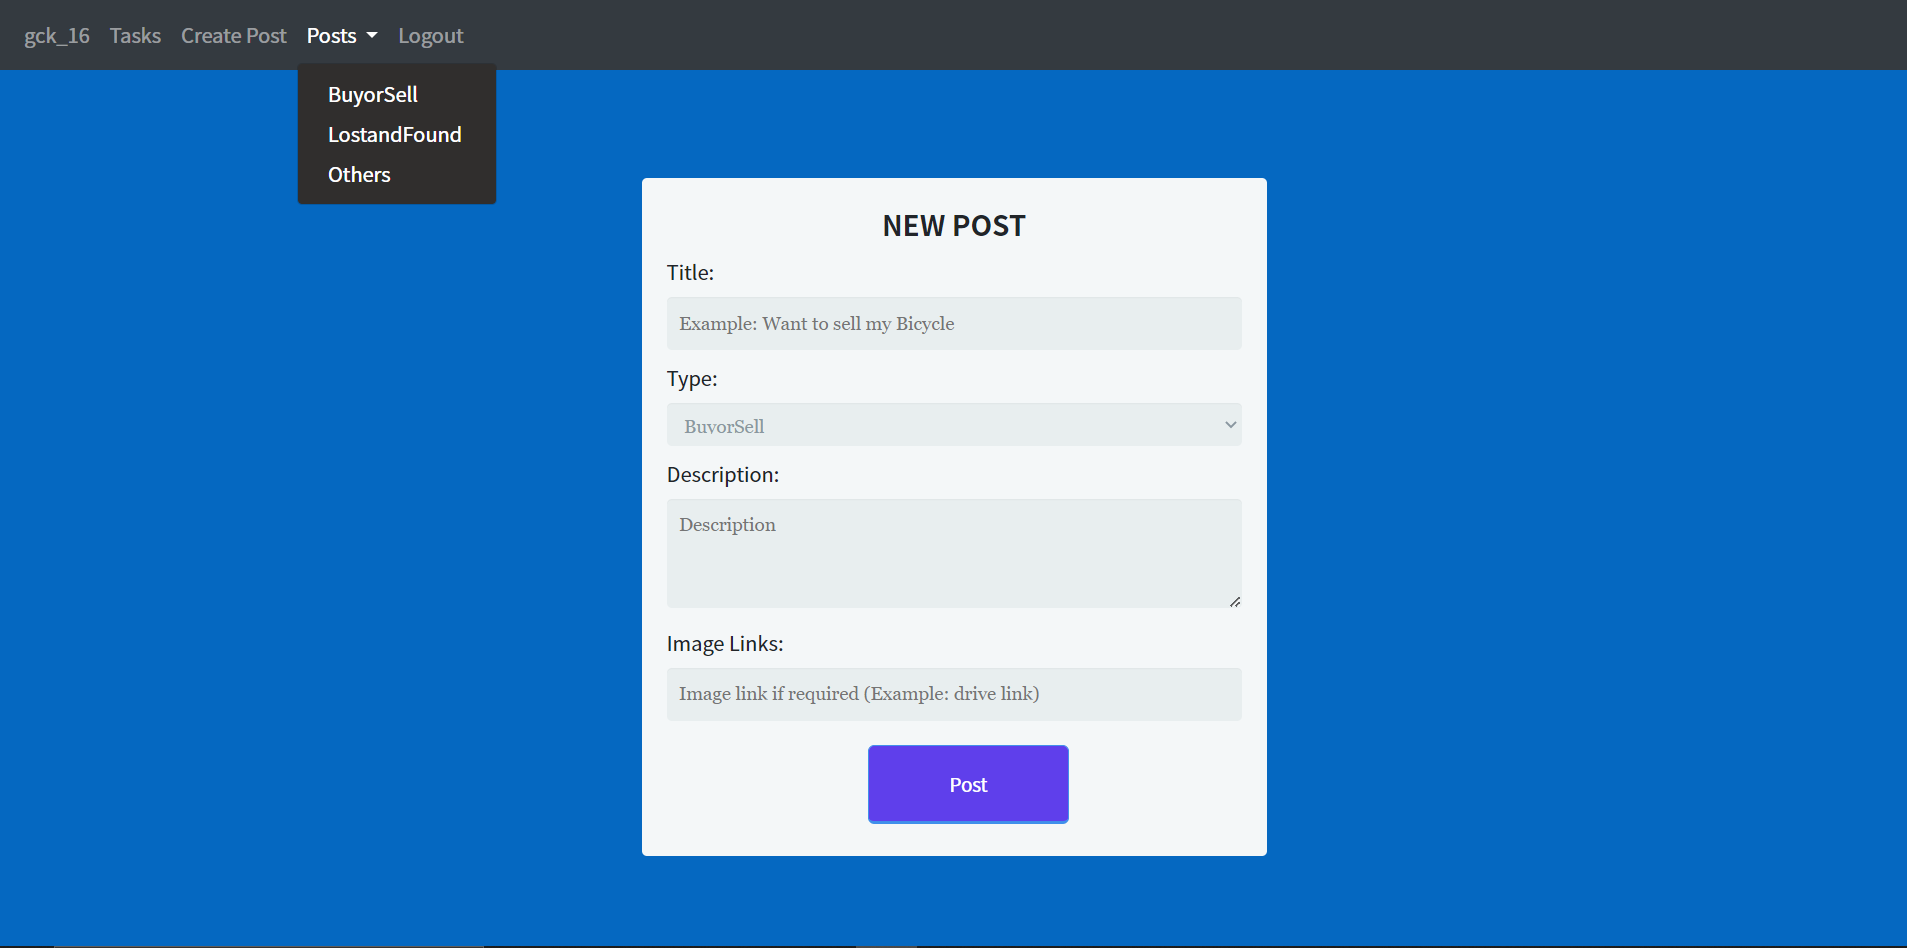 gck_16 Tasks Create Post Posts Logout
BuyorSell
LostandFound
Others
NEW POST
Title:
Example: Want to sell my Bicycle
Type:
BuyorSell
Description:
Description
Image Links:
Image link if required (Example: drive link)
Post